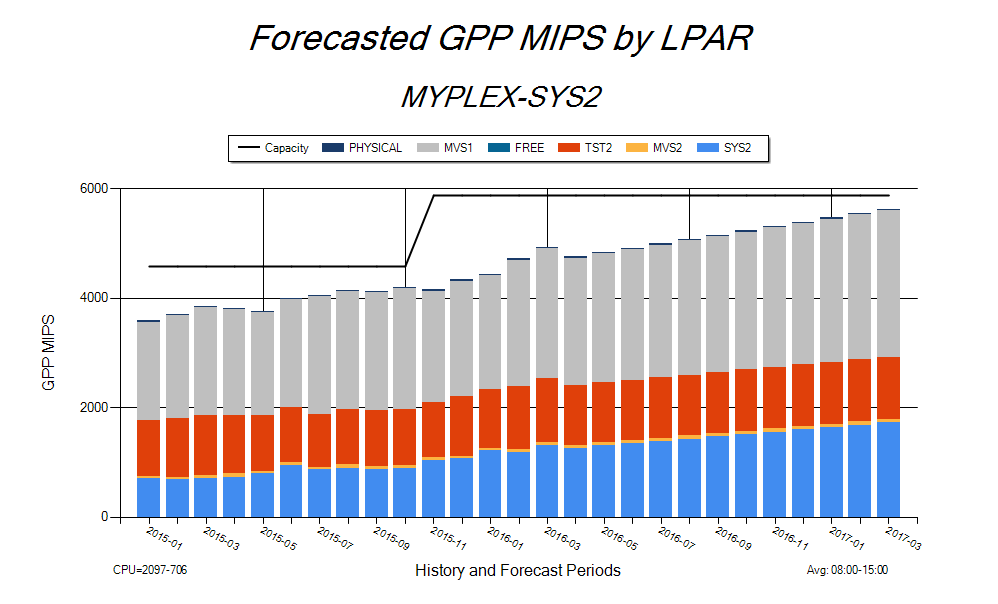 Forecasted GPP MIPS by LPAR
MYPLEX-SYS2
Capacity PHYSICAL MVS1 FREE TST2 MVS2 SYS2
6000
4000
2000
0
GPP MIPS
2015-01 2015-03 2015-05 2015-07 2015-09 2015-11 2016-01 2016-03 2016-05 2016-07 2016-09 2016-11 2017-01 2017-03
CPU=2097-706 History and Forecast Periods Avg: 08:00-15:00